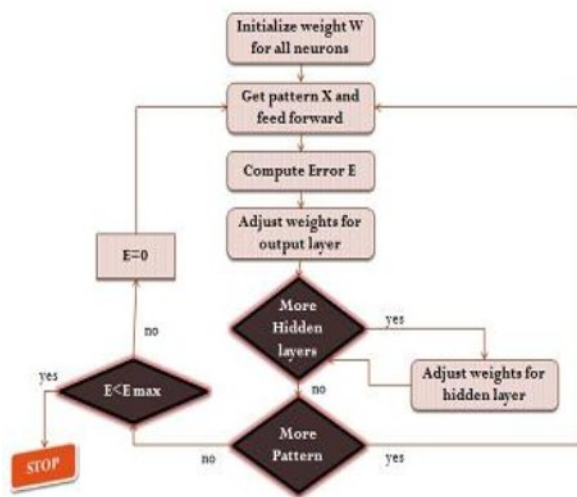 Initialize weight W
for all neurons
Get pattern X and
feed forward
Compute Error E
Adjust weights for
output layer
E=0
More
Hidden
layers
yes
no
Adjust weights for
hidden layer
no
yes
E<E max
More
Pattern
no
yes
STOP